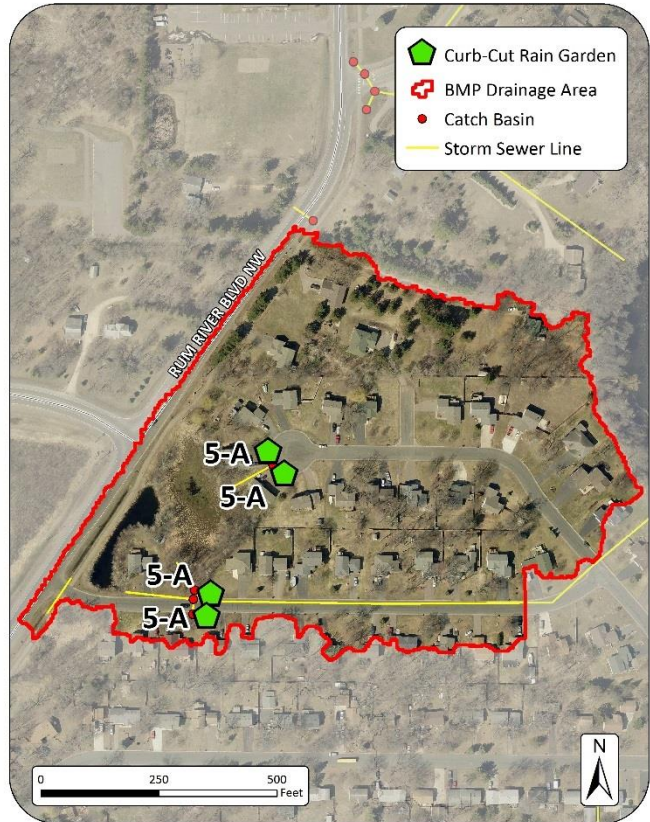 Curb-Cut Rain Garden
BMP Drainage Area
Catch Basin
Storm Sewer Line
RUM RIVER BLVD NW
5-A
5-A
5-A
5-A
0 250 500
Feet
N